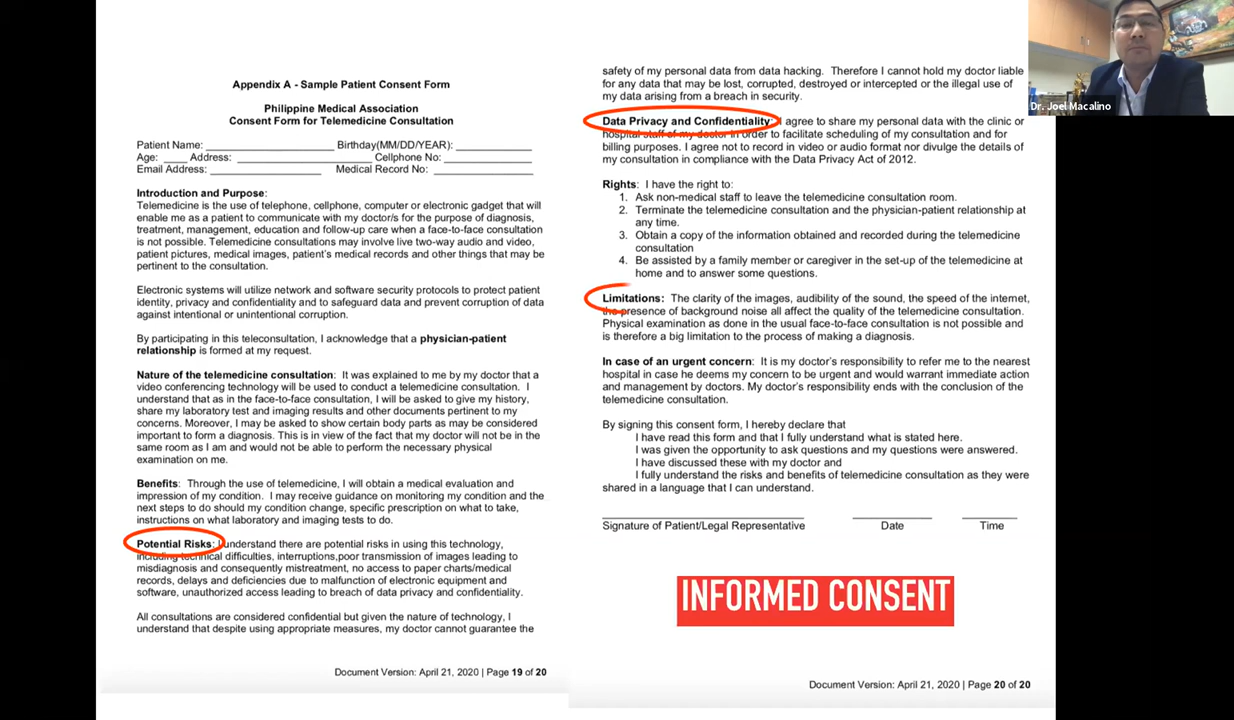 Appendix A - Sample Patient Consent Form
Philippine Medical Association
Consent Form for Telemedicine Consultation
Patient Name: ______ Birthday(MM/DD/YEAR): ______
Age: ____ Address: ______ Cellphone No: ______
Email Address: ______ Medical Record No: ______
Introduction and Purpose:
Telemedicine is the use of telephone, cellphone, computer or electronic gadget that will
enable me as a patient to communicate with my doctor/s for the purpose of diagnosis,
treatment, management, education and follow-up care when a face-to-face consultation
is not possible. Telemedicine consultations may involve live two-way audio and video,
patient pictures, medical images, patient's medical records and other things that may be
pertinent to the consultation.
Electronic systems will utilize network and software security protocols to protect patient
identity, privacy and confidentiality and to safeguard data and prevent corruption of data
against intentional or unintentional corruption.
By participating in this teleconsultation, I acknowledge that a physician-patient
relationship is formed at my request.
Nature of the telemedicine consultation: It was explained to me by my doctor that a
video conferencing technology will be used to conduct a telemedicine consultation. I
understand that as in the face-to-face consultation, I will be asked to give my history,
share my laboratory test and imaging results and other documents pertinent to my
concerns. Moreover, I may be asked to show certain body parts as may be considered
important to form a diagnosis. This is in view of the fact that my doctor will not be in the
same room as I am and would not be able to perform the necessary physical
examination on me.
Benefits: Through the use of telemedicine, I will obtain a medical evaluation and
impression of my condition. I may receive guidance on monitoring my condition and the
next steps to do should my condition change, specific prescription on what to take,
instructions on what laboratory and imaging tests to do.
Potential Risks: I understand there are potential risks in using this technology,
including technical difficulties, interruptions,poor transmission of images leading to
misdiagnosis and consequently mistreatment, no access to paper charts/medical
records, delays and deficiencies due to malfunction of electronic equipment and
software, unauthorized access leading to breach of data privacy and confidentiality.
All consultations are considered confidential but given the nature of technology, I
understand that despite using appropriate measures, my doctor cannot guarantee the
Document Version: April 21, 2020 | Page 19 of 20
safety of my personal data from data hacking. Therefore I cannot hold my doctor liable
for any data that may be lost, corrupted, destroyed or intercepted or the illegal use of
my data arising from a breach in security.
Data Privacy and Confidentiality: I agree to share my personal data with the clinic or
hospital staff of my doctor in order to facilitate scheduling of my consultation and for
billing purposes. I agree not to record in video or audio format nor divulge the details of
my consultation in compliance with the Data Privacy Act of 2012.
Rights: I have the right to:
1. Ask non-medical staff to leave the telemedicine consultation room.
2. Terminate the telemedicine consultation and the physician-patient relationship at
any time.
3. Obtain a copy of the information obtained and recorded during the telemedicine
consultation
4. Be assisted by a family member or caregiver in the set-up of the telemedicine at
home and to answer some questions.
Limitations: The clarity of the images, audibility of the sound, the speed of the internet,
the presence of background noise all affect the quality of the telemedicine consultation.
Physical examination as done in the usual face-to-face consultation is not possible and
is therefore a big limitation to the process of making a diagnosis.
In case of an urgent concern: It is my doctor's responsibility to refer me to the nearest
hospital in case he deems my concern to be urgent and would warrant immediate action
and management by doctors. My doctor's responsibility ends with the conclusion of the
telemedicine consultation.
By signing this consent form, I hereby declare that
I have read this form and that I fully understand what is stated here.
I was given the opportunity to ask questions and my questions were answered.
I have discussed these with my doctor and
I fully understand the risks and benefits of telemedicine consultation as they were
shared in a language that I can understand.
Signature of Patient/Legal Representative Date Time
INFORMED CONSENT
Document Version: April 21, 2020 | Page 20 of 20
Dr. Joel Macalino